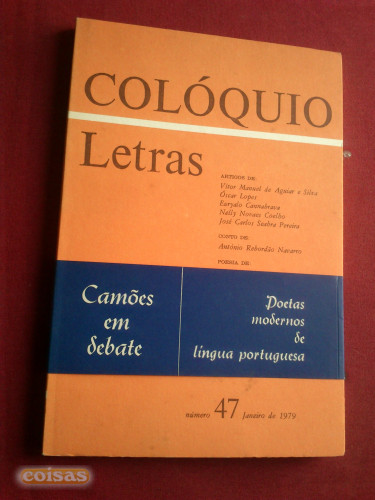 COLÓQUIO
Letras
ARTIGOS DE:
Vítor Manuel de Aguiar e Silva
Óscar Lopes
Euryalo Cannabrava
Nelly Novaes Coelho
José Carlos Seabra Pereira
CONTO DE:
António Rebordão Navarro
POESIA DE:
Camões
em
debate
Poetas
modernos
de
língua portuguesa
número 47 Janeiro de 1979
coisas